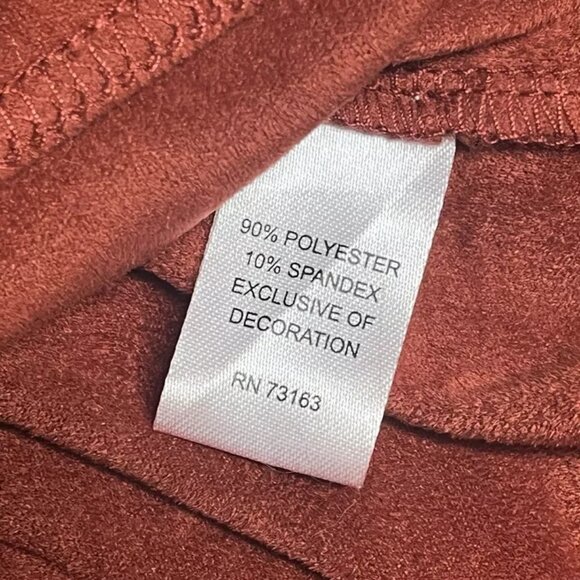 90% POLYESTER
10% SPANDEX
EXCLUSIVE OF
DECORATION
RN 73163